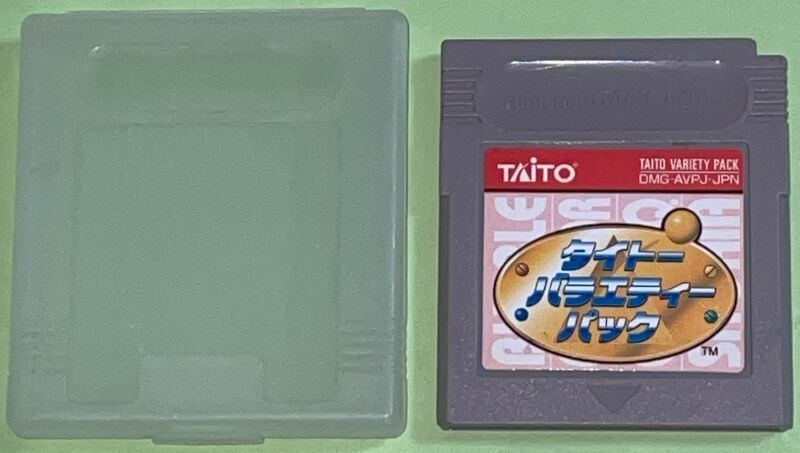 Nintendo GAME BOY
TAITO
TAITO VARIETY PACK
DMG-AVPJ-JPN
タイトー
バラエティー
パック
TM